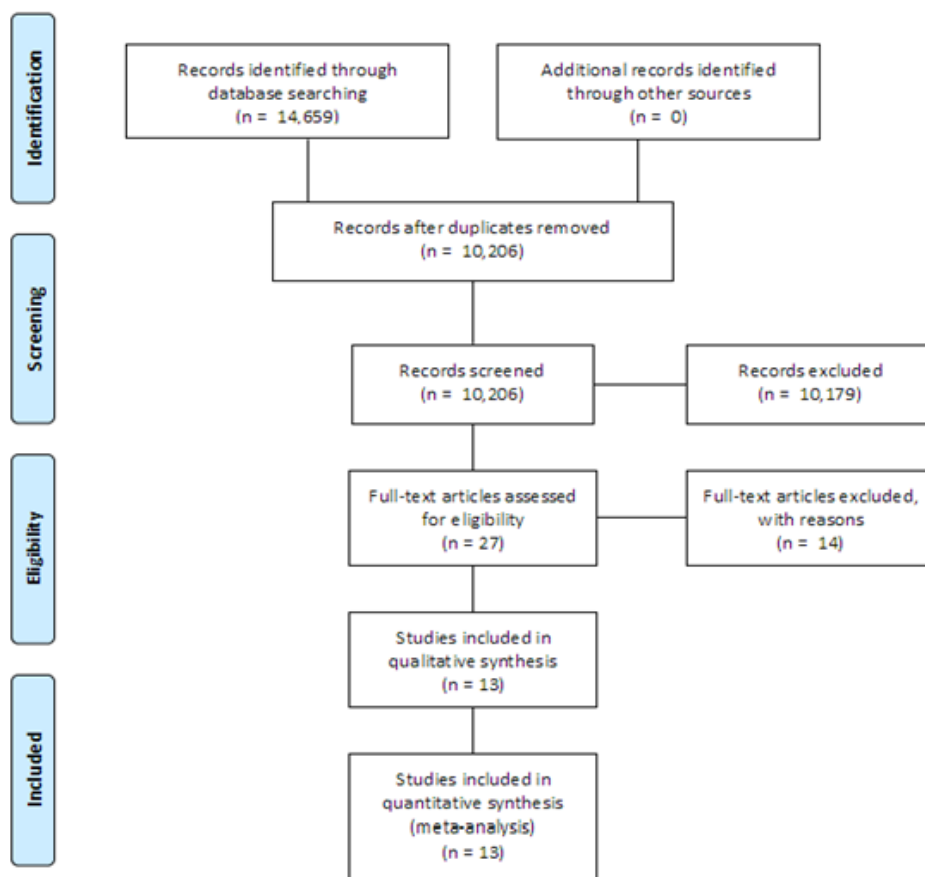 Identification
Records identified through
database searching
(n = 14,659)
Additional records identified
through other sources
(n = 0)
Records after duplicates removed
(n = 10,206)
Screening
Records screened
(n = 10,206)
Records excluded
(n = 10,179)
Eligibility
Full-text articles assessed
for eligibility
(n = 27)
Full-text articles excluded,
with reasons
(n = 14)
Studies included in
qualitative synthesis
(n = 13)
Included
Studies included in
quantitative synthesis
(meta-analysis)
(n = 13)